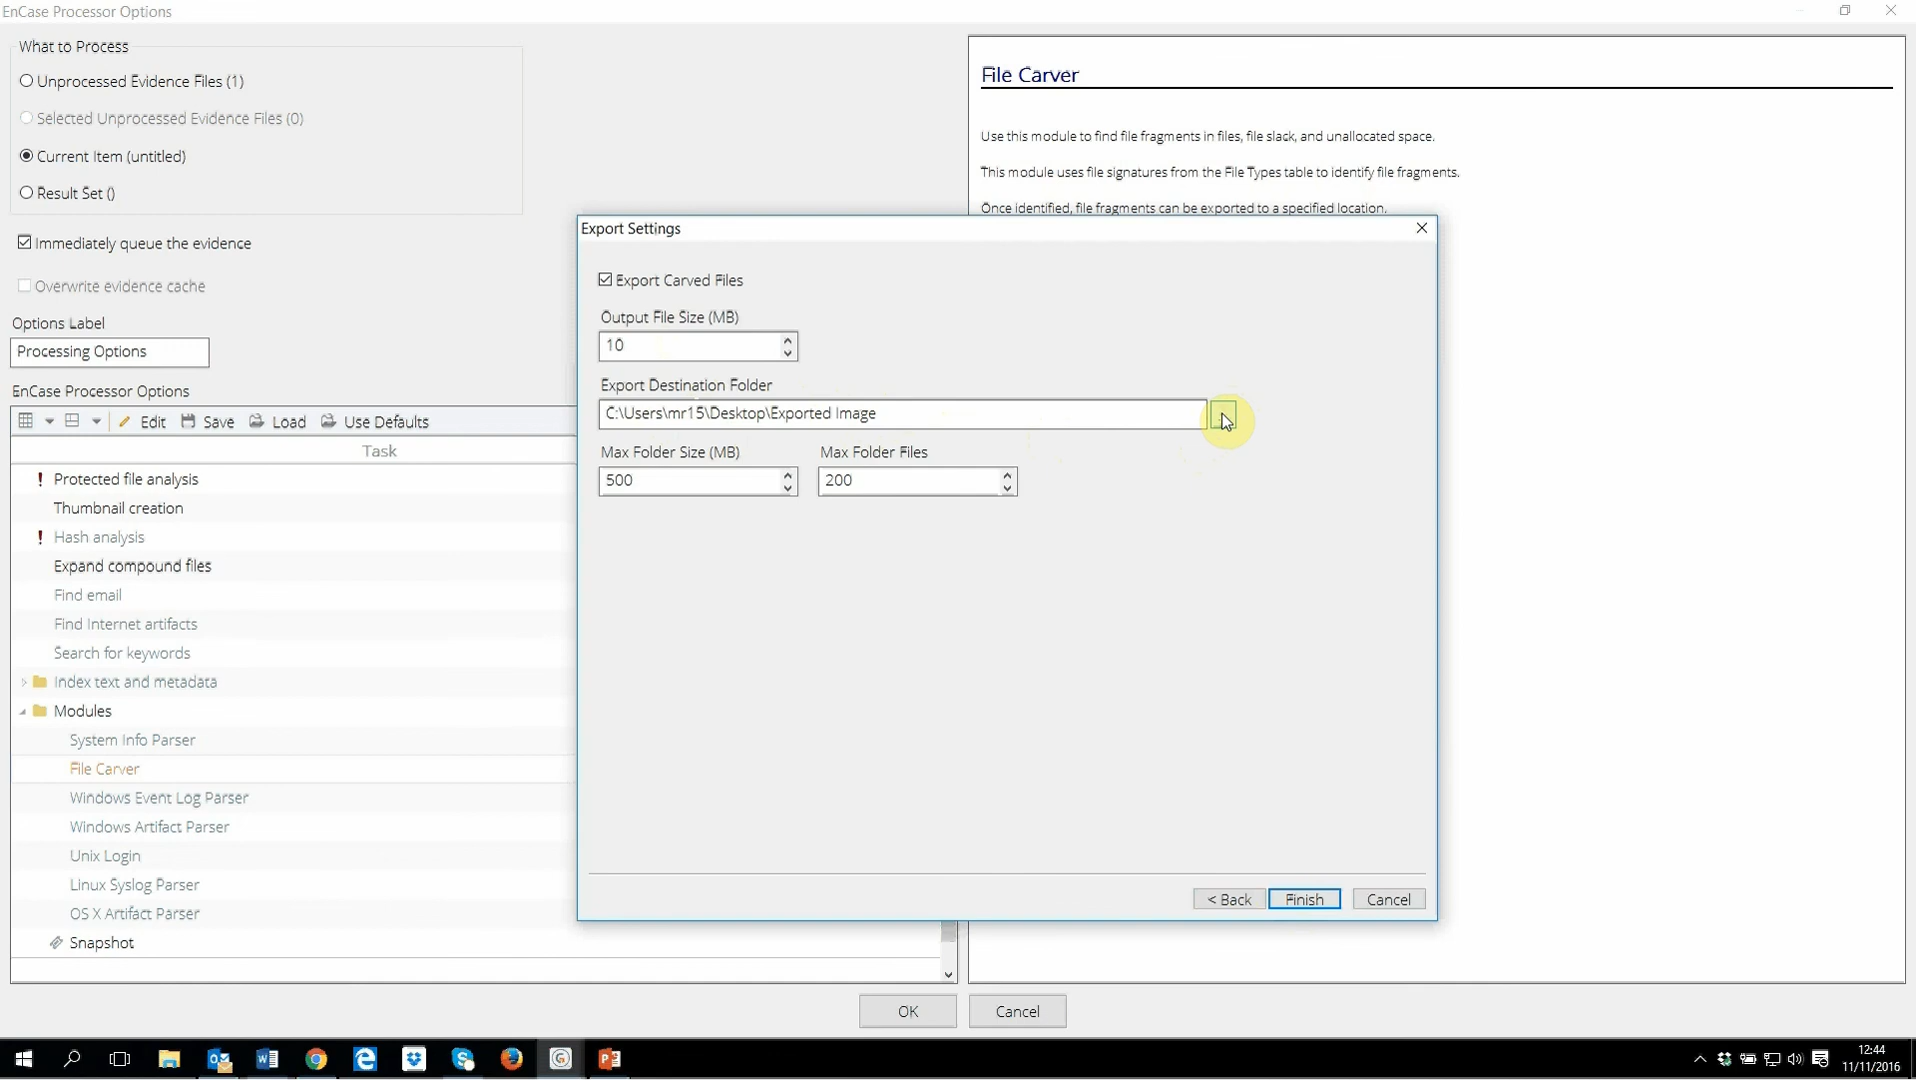 EnCase Processor Options
What to Process
Unprocessed Evidence Files (1)
Selected Unprocessed Evidence Files (0)
Current Item (untitled)
Result Set ()
Immediately queue the evidence
Overwrite evidence cache
Options Label
Processing Options
EnCase Processor Options
Edit Save Load Use Defaults
Task
! Protected file analysis
Thumbnail creation
! Hash analysis
Expand compound files
Find email
Find Internet artifacts
Search for keywords
Index text and metadata
Modules
System Info Parser
File Carver
Windows Event Log Parser
Windows Artifact Parser
Unix Login
Linux Syslog Parser
OS X Artifact Parser
Snapshot
OK Cancel
File Carver
Use this module to find file fragments in files, file slack, and unallocated space.
This module uses file signatures from the File Types table to identify file fragments.
Once identified, file fragments can be exported to a specified location.
Export Settings
Export Carved Files
Output File Size (MB)
10
Export Destination Folder
C:\Users\mr15\Desktop\Exported Image
Max Folder Size (MB) Max Folder Files
500 200
< Back Finish Cancel
12:44
11/11/2016